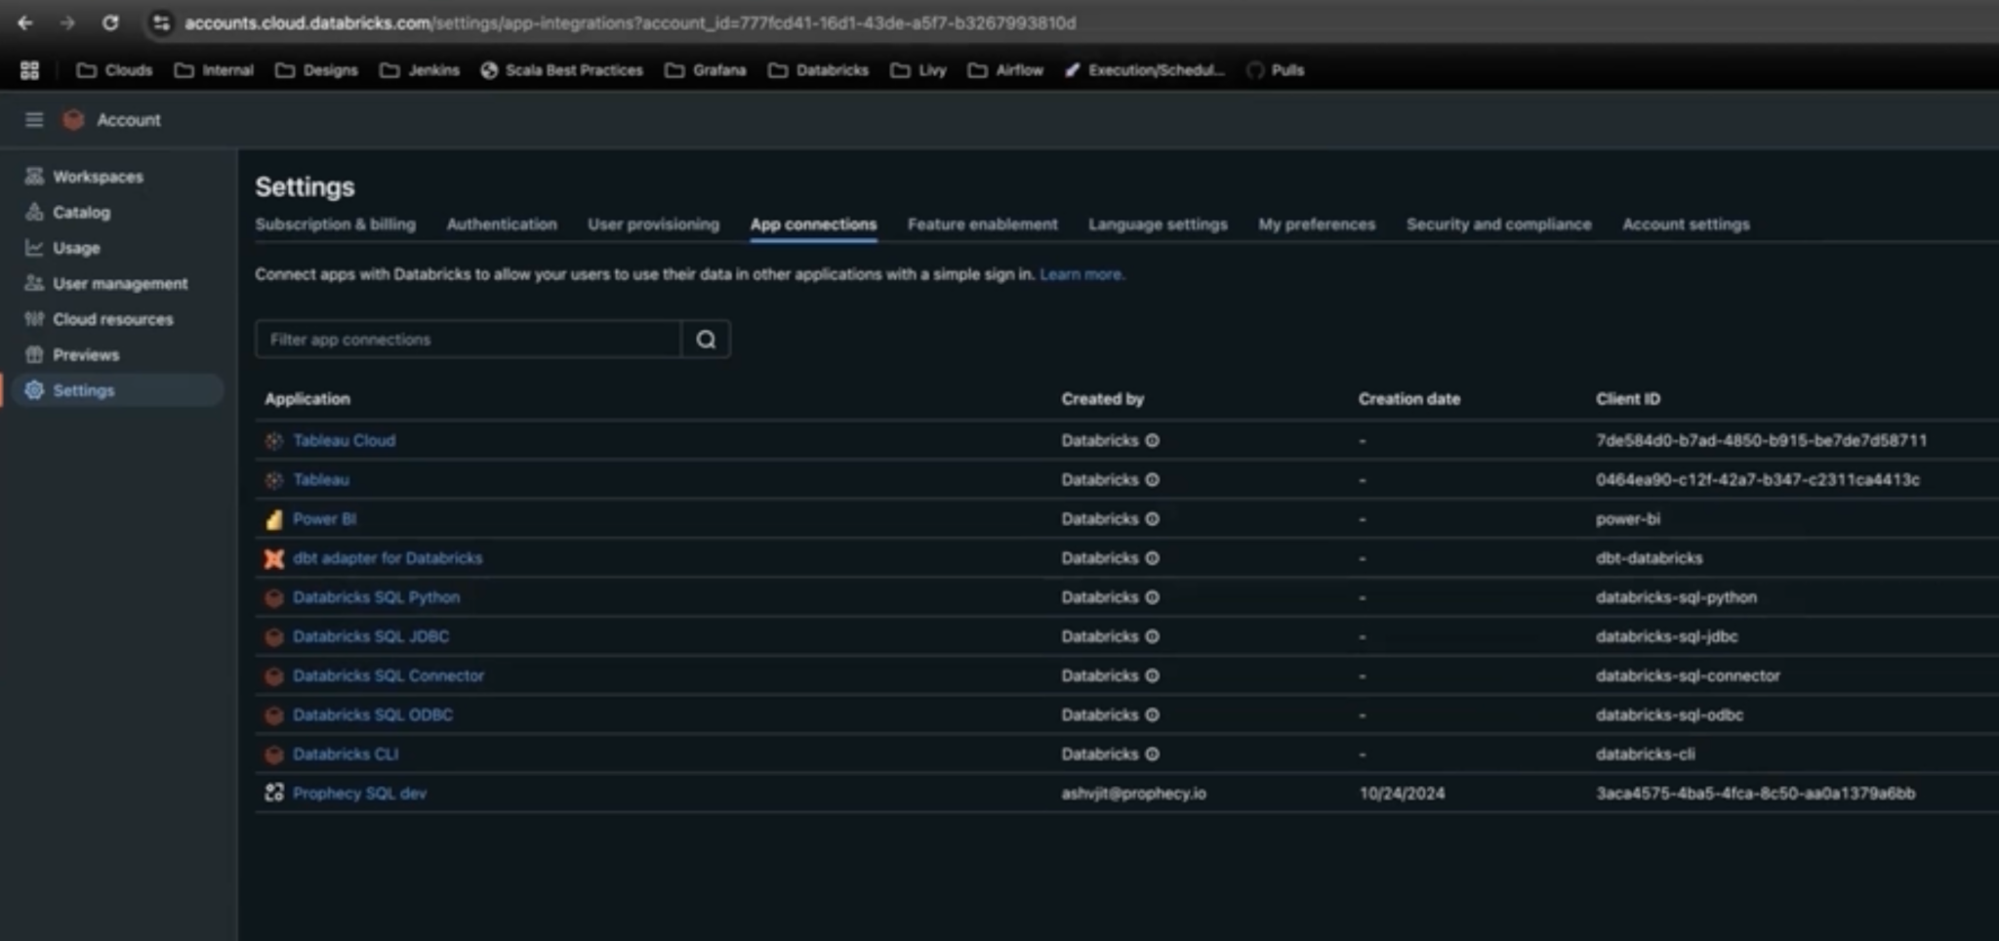 accounts.cloud.databricks.com/settings/app-integrations?account_id=777fcd41-16d1-43de-a5f7-b3267993810d
Clouds Internal Designs Jenkins Scala Best Practices Grafana Databricks Livy Airflow Execution/Schedul... Pulls
Account
Workspaces
Catalog
Usage
User management
Cloud resources
Previews
Settings
Settings
Subscription & billing Authentication User provisioning App connections Feature enablement Language settings My preferences Security and compliance Account settings
Connect apps with Databricks to allow your users to use their data in other applications with a simple sign in. Learn more.
Filter app connections
Application Created by Creation date Client ID
Tableau Cloud Databricks - 7de584d0-b7ad-4850-b915-be7de7d58711
Tableau Databricks - 0464ea90-c12f-42a7-b347-c2311ca4413c
Power BI Databricks - power-bi
dbt adapter for Databricks Databricks - dbt-databricks
Databricks SQL Python Databricks - databricks-sql-python
Databricks SQL JDBC Databricks - databricks-sql-jdbc
Databricks SQL Connector Databricks - databricks-sql-connector
Databricks SQL ODBC Databricks - databricks-sql-odbc
Databricks CLI Databricks - databricks-cli
Prophecy SQL dev ashvjit@prophecy.io 10/24/2024 3aca4575-4ba5-4fca-8c50-aa0a1379a6bb